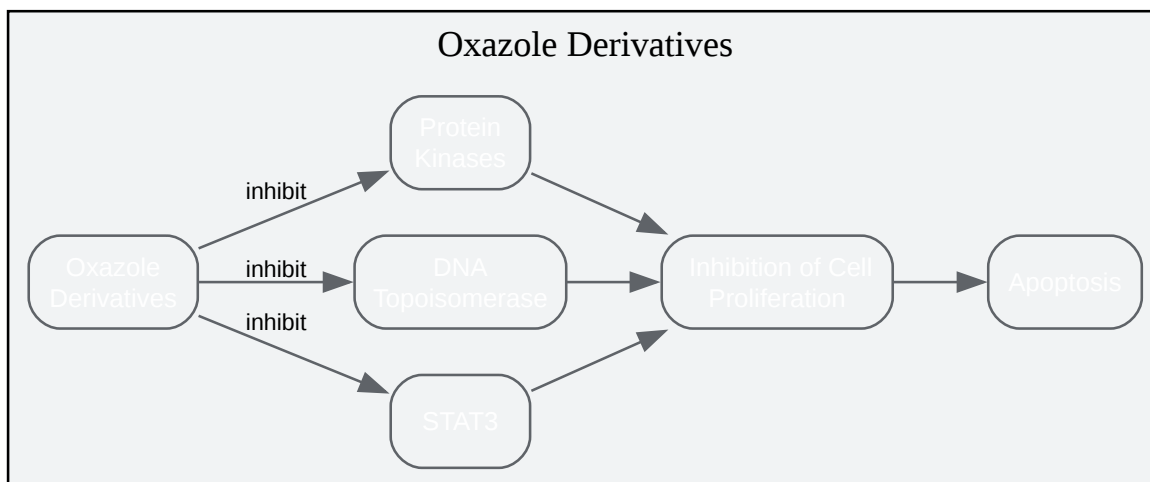 Oxazole Derivatives
Protein
Kinases
inhibit
Oxazole
Derivatives
inhibit
DNA
Topoisomerase
Inhibition of Cell
Proliferation
Apoptosis
inhibit
STAT3